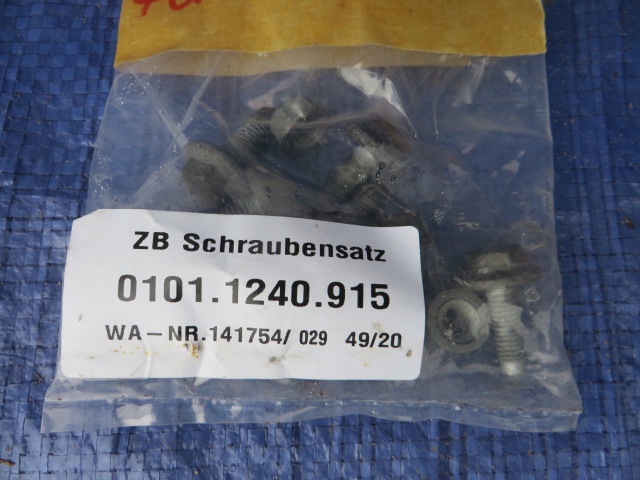 ZB Schraubensatz
0101.1240.915
WA-NR.141754/ 029 49/20